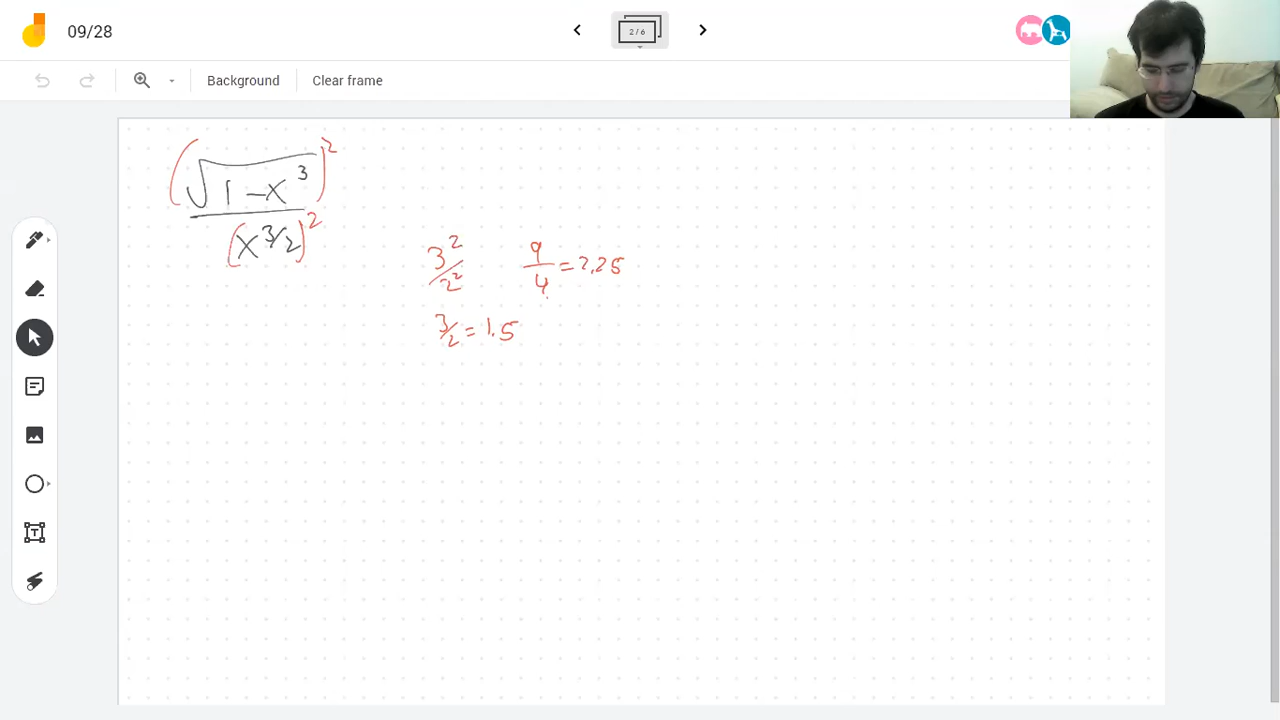 09/28
2 / 6
Background
Clear frame
(√(1 - x³))² / (x^(3/2))²
3²/2²
9/4 = 2.25
3/2 = 1.5